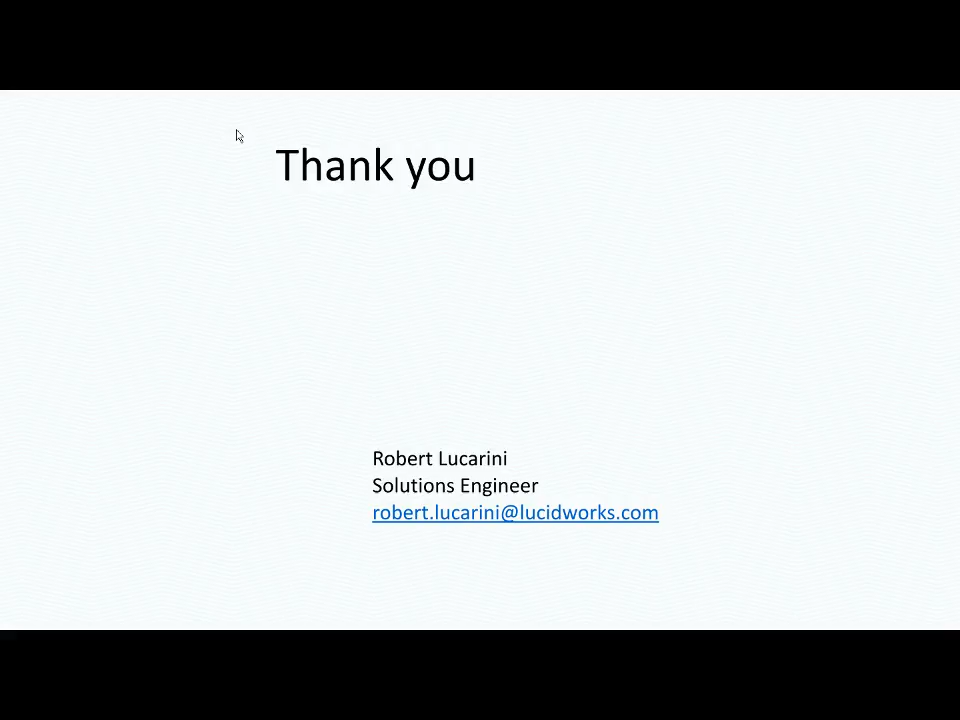 Thank you
Robert Lucarini
Solutions Engineer
robert.lucarini@lucidworks.com